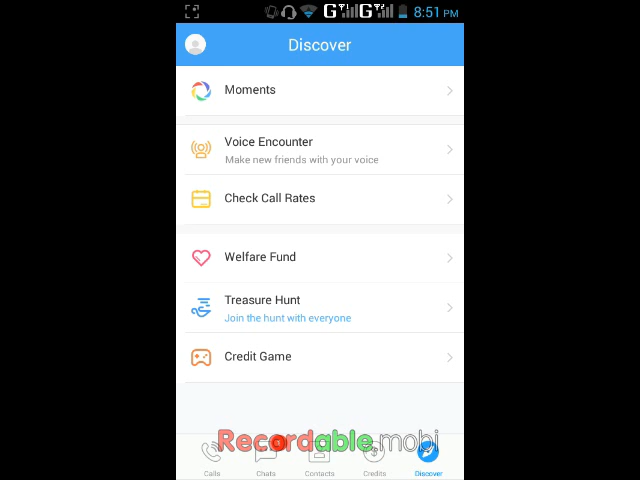 G G 8:51 PM
Discover
Moments
Voice Encounter
Make new friends with your voice
Check Call Rates
Welfare Fund
Treasure Hunt
Join the hunt with everyone
Credit Game
Recordable.mobi
Calls Chats Contacts Credits Discover